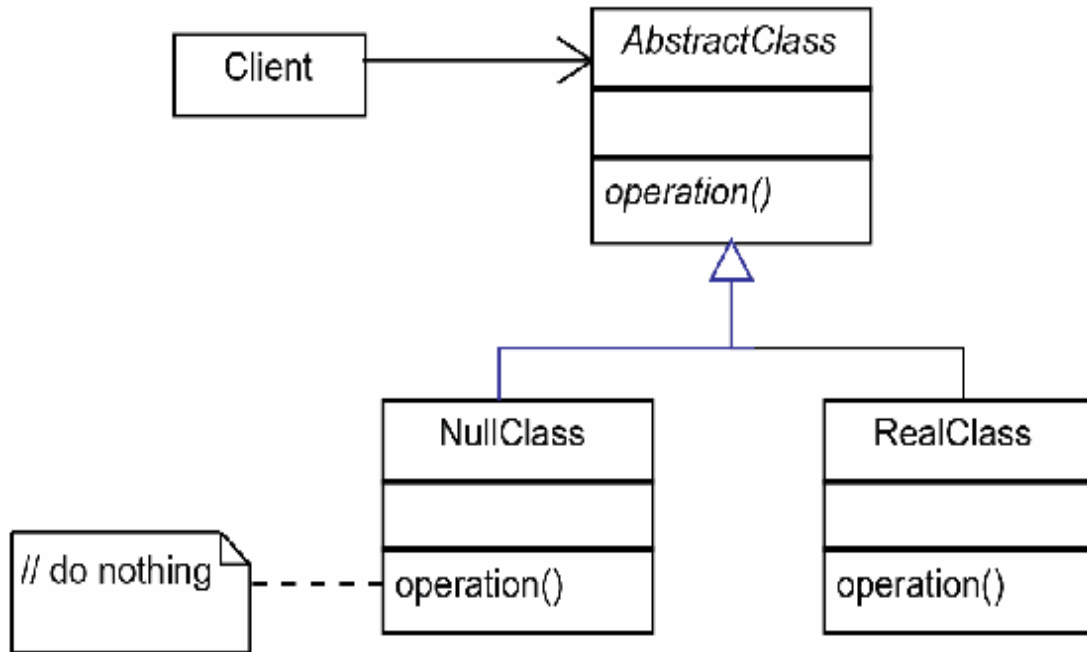 Client
AbstractClass
operation()
NullClass
RealClass
// do nothing
operation()
operation()